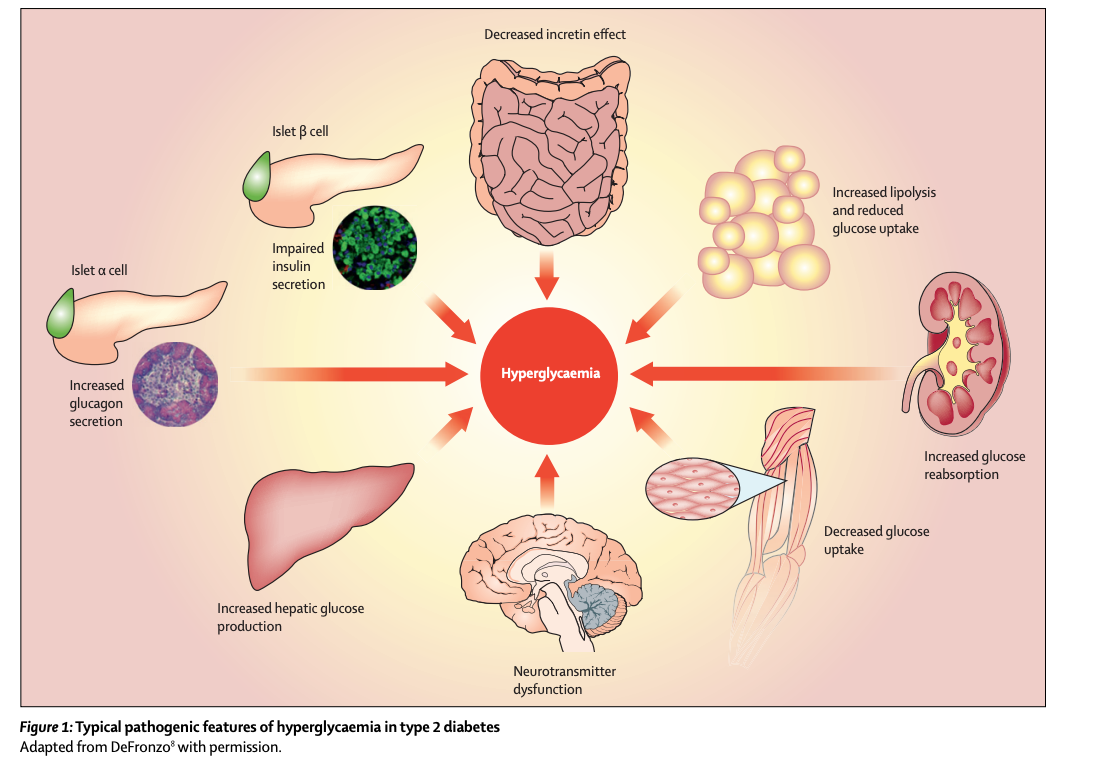 Decreased incretin effect
Islet β cell
Impaired
insulin
secretion
Increased lipolysis
and reduced
glucose uptake
Islet α cell
Increased
glucagon
secretion
Hyperglycaemia
Increased glucose
reabsorption
Decreased glucose
uptake
Increased hepatic glucose
production
Neurotransmitter
dysfunction
Figure 1: Typical pathogenic features of hyperglycaemia in type 2 diabetes
Adapted from DeFronzo⁸ with permission.